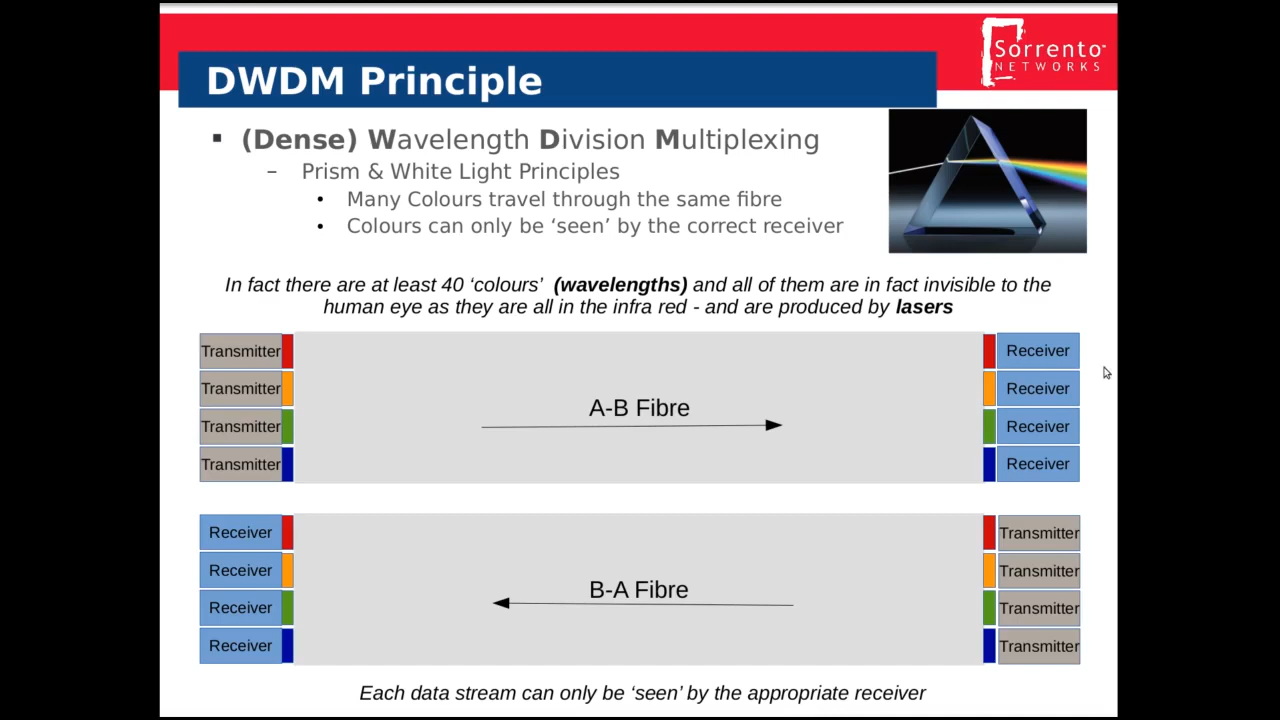 Sorrento
NETWORKS
DWDM Principle
(Dense) Wavelength Division Multiplexing
– Prism & White Light Principles
• Many Colours travel through the same fibre
• Colours can only be ‘seen’ by the correct receiver
In fact there are at least 40 ‘colours’ (wavelengths) and all of them are in fact invisible to the
human eye as they are all in the infra red - and are produced by lasers
Transmitter
Transmitter
Transmitter
Transmitter
A-B Fibre
Receiver
Receiver
Receiver
Receiver
Receiver
Receiver
Receiver
Receiver
B-A Fibre
Transmitter
Transmitter
Transmitter
Transmitter
Each data stream can only be ‘seen’ by the appropriate receiver